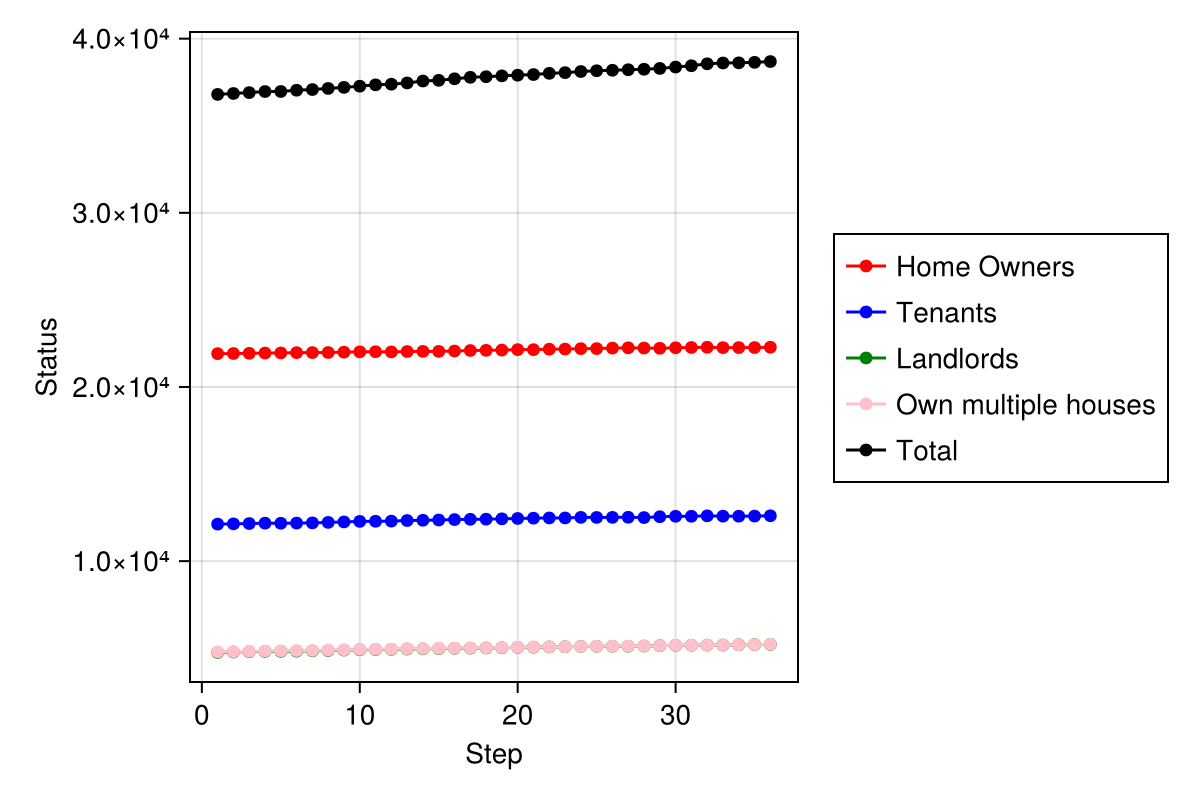 4.0×10⁴
3.0×10⁴
2.0×10⁴
1.0×10⁴
Status
0 10 20 30
Step
Home Owners
Tenants
Landlords
Own multiple houses
Total